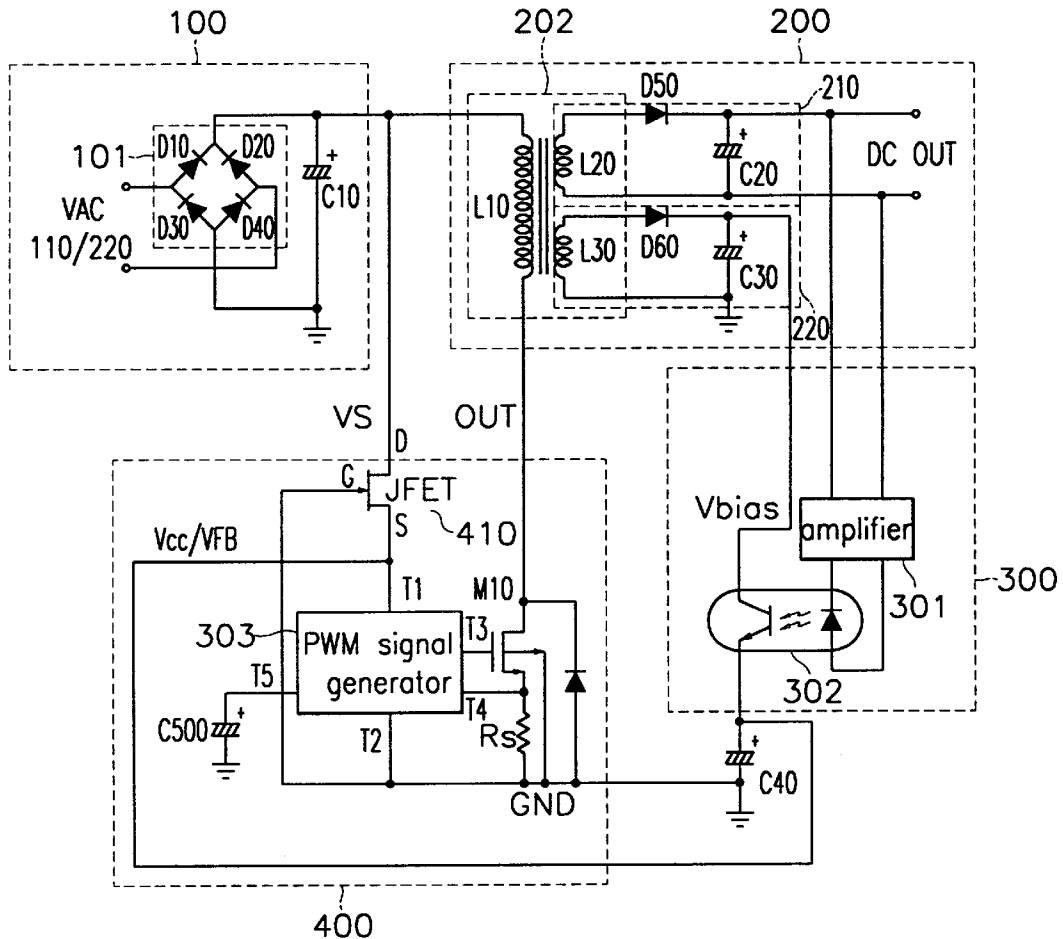 100
202
200
D50
210
101
D10
D20
C10
L10
L20
C20
DC OUT
VAC
110/220
D30
D40
L30
D60
C30
220
VS
OUT
D
G
JFET
S
410
Vbias
amplifier
300
301
Vcc/VFB
T1
M10
303
PWM signal
generator
T3
T5
T4
302
C500
T2
Rs
C40
GND
400